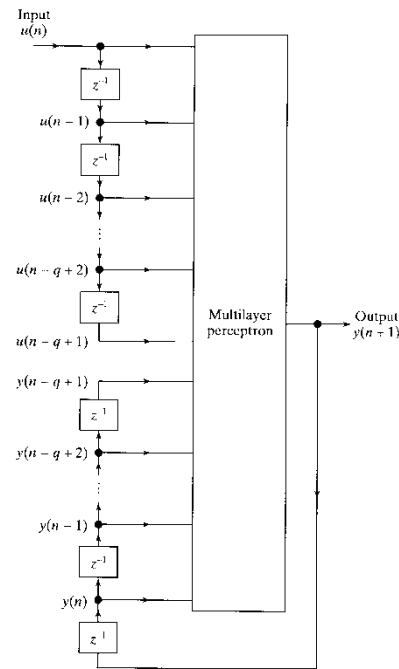 Input
u(n)
z⁻¹
u(n − 1)
z⁻¹
u(n − 2)
⋮
u(n − q + 2)
z⁻¹
u(n − q + 1)
Multilayer
perceptron
Output
y(n + 1)
y(n − q + 1)
z⁻¹
y(n − q + 2)
⋮
y(n − 1)
z⁻¹
y(n)
z⁻¹